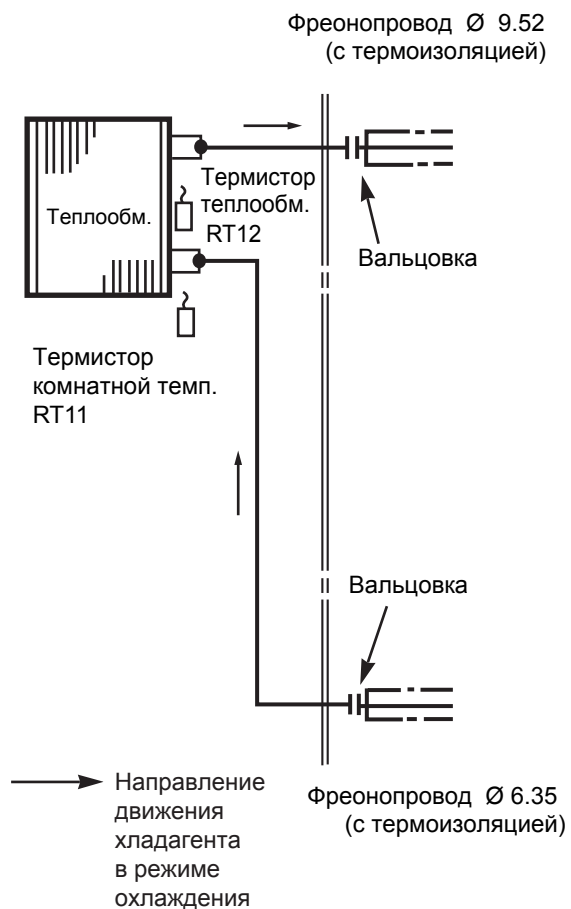 Фреонопровод Ø 9.52
(с термоизоляцией)
Теплообм.
Термистор
теплообм.
RT12
Вальцовка
Термистор
комнатной темп.
RT11
Вальцовка
Направление
движения
хладагента
в режиме
охлаждения
Фреонопровод Ø 6.35
(с термоизоляцией)